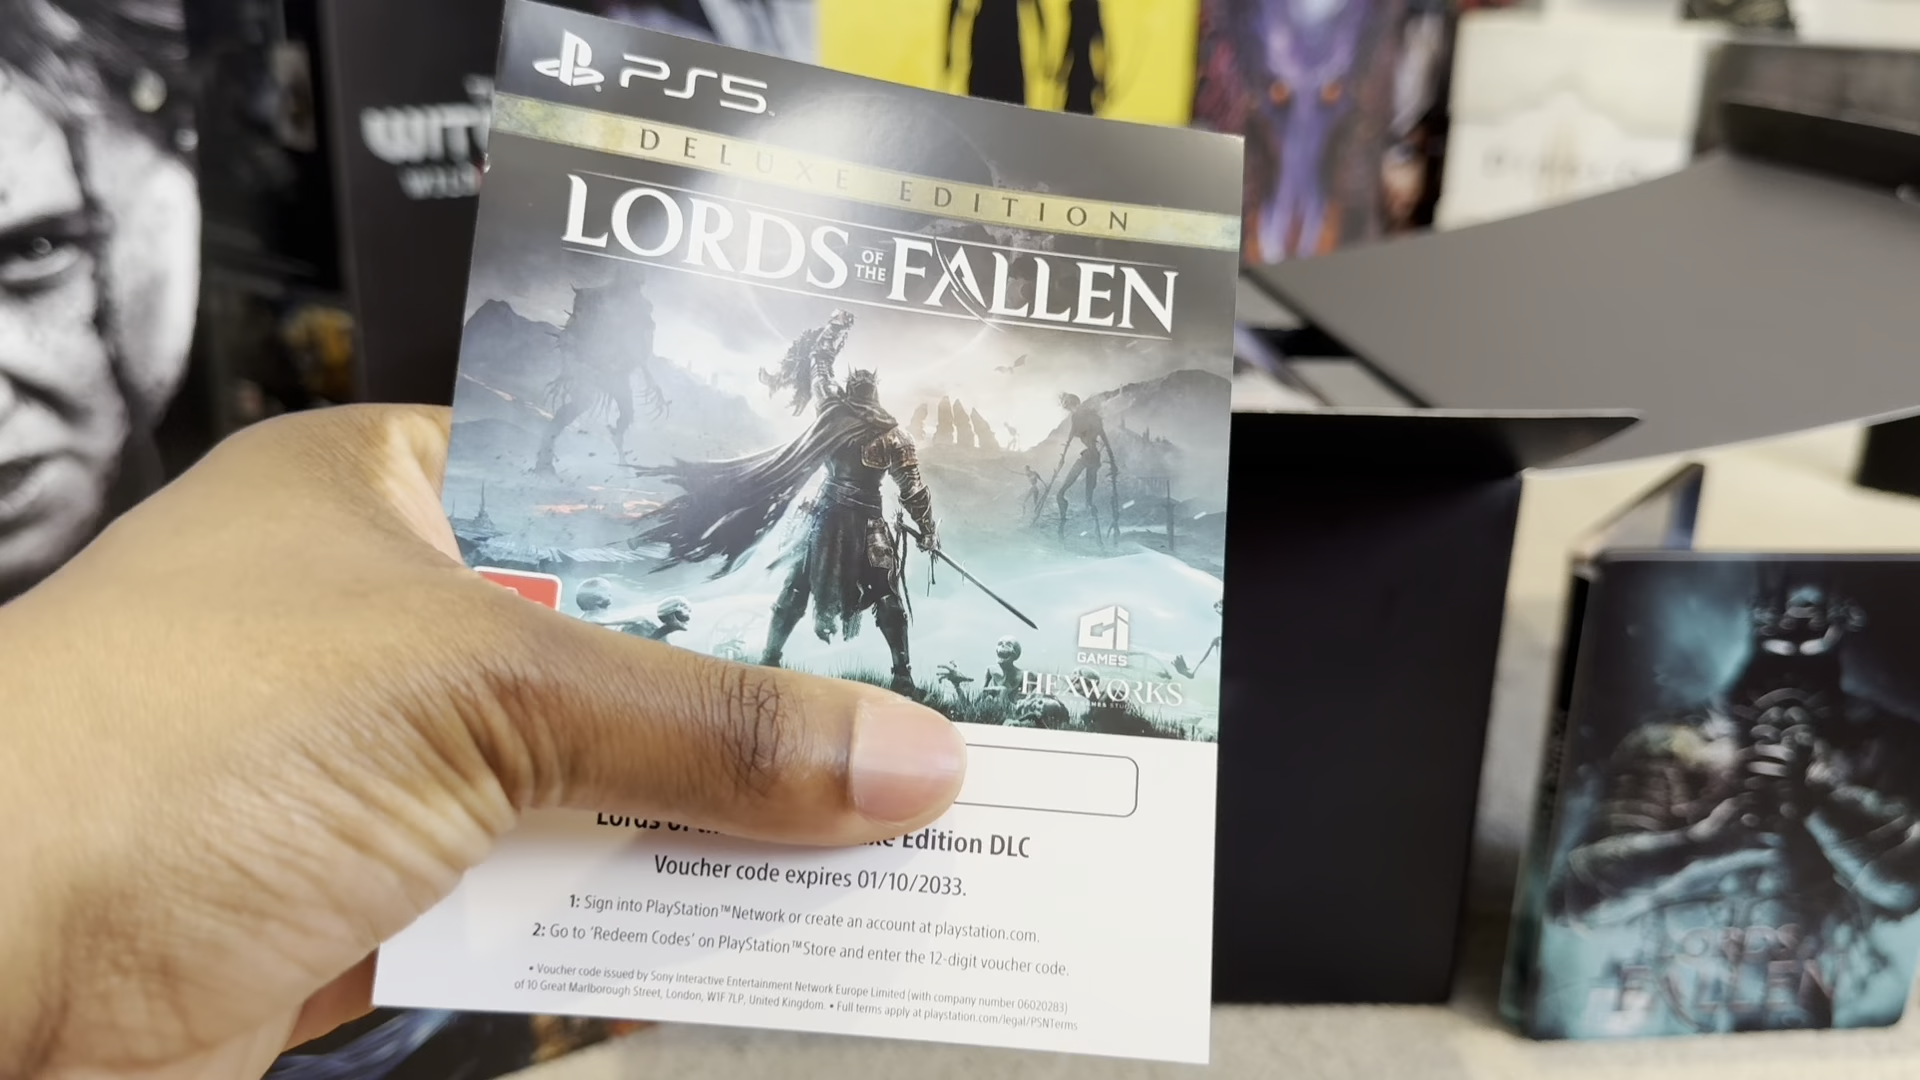 PS5
DELUXE EDITION
LORDS OF THE FALLEN
CI
GAMES
HEXWORKS
Edition DLC
Voucher code expires 01/10/2033.
1: Sign into PlayStation™Network or create an account at playstation.com.
2: Go to 'Redeem Codes' on PlayStation™Store and enter the 12-digit voucher code.
• Voucher code issued by Sony Interactive Entertainment Network Europe Limited (with company number 06020283)
of 10 Great Marlborough Street, London, W1F 7LP, United Kingdom. • Full terms apply at playstation.com/legal/PSNTerms
LORDS
FALLEN